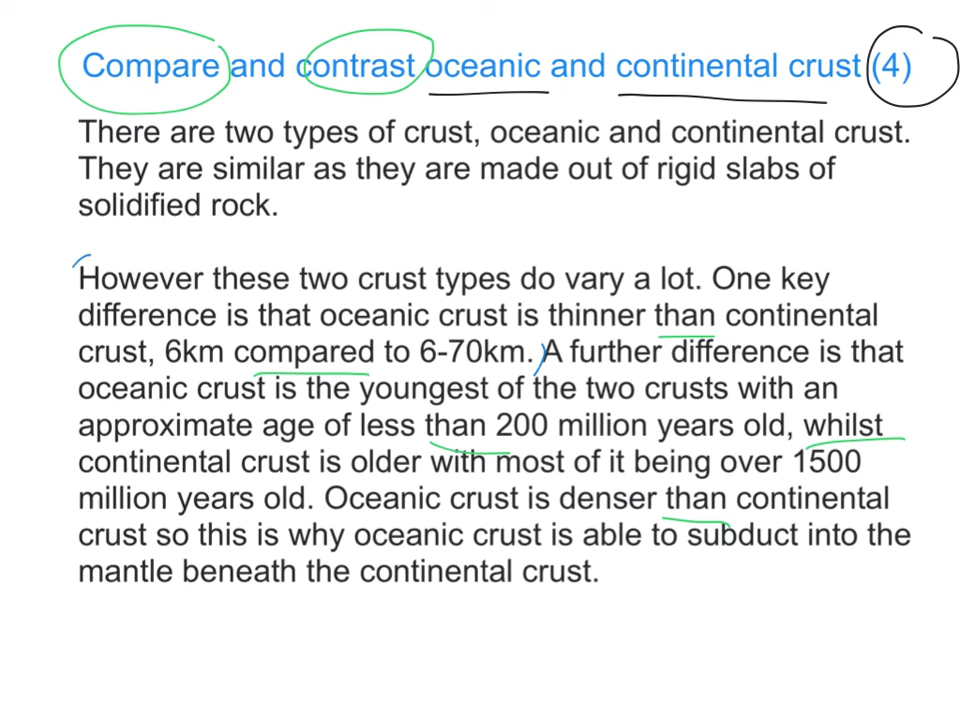 Compare and contrast oceanic and continental crust (4)
There are two types of crust, oceanic and continental crust.
They are similar as they are made out of rigid slabs of
solidified rock.
However these two crust types do vary a lot. One key
difference is that oceanic crust is thinner than continental
crust, 6km compared to 6-70km. A further difference is that
oceanic crust is the youngest of the two crusts with an
approximate age of less than 200 million years old, whilst
continental crust is older with most of it being over 1500
million years old. Oceanic crust is denser than continental
crust so this is why oceanic crust is able to subduct into the
mantle beneath the continental crust.